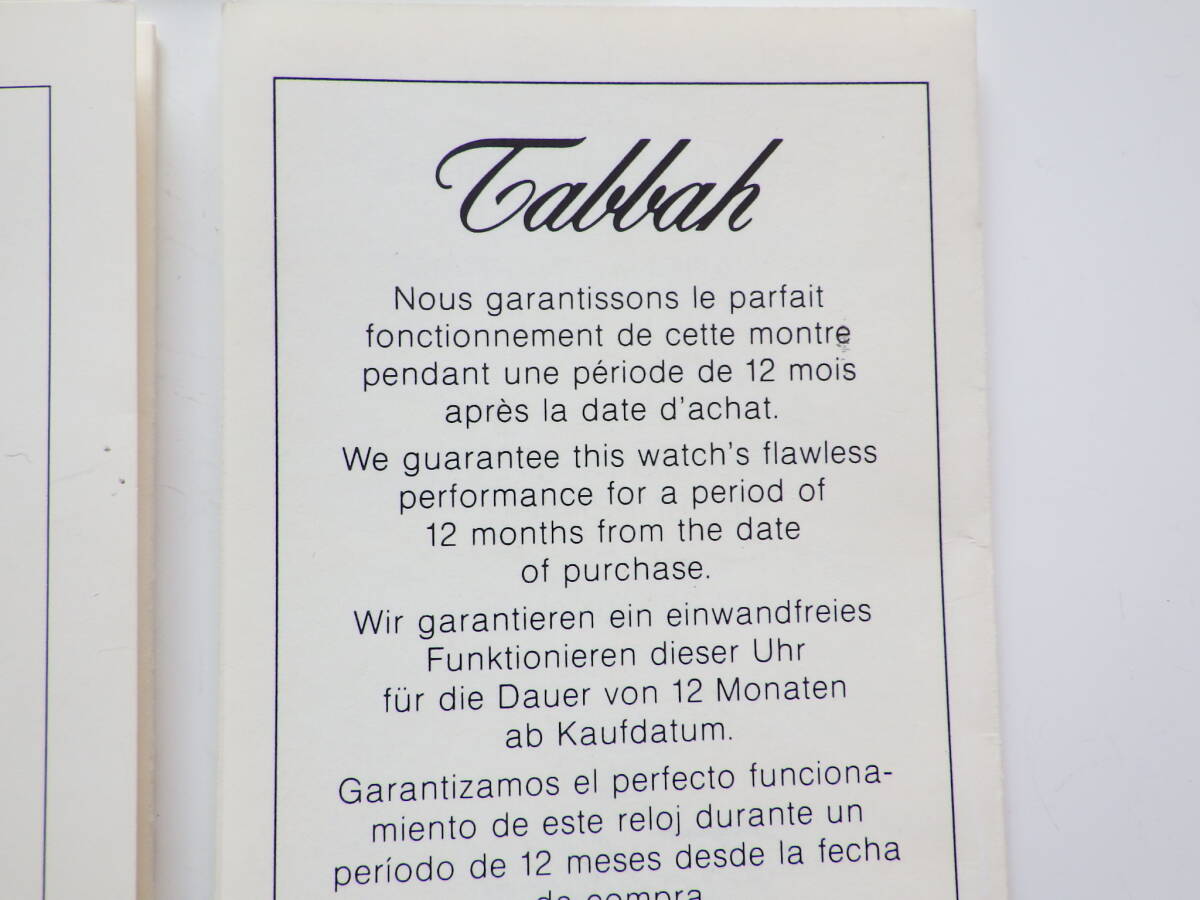 Tabbah
Nous garantissons le parfait
fonctionnement de cette montre
pendant une période de 12 mois
après la date d'achat.
We guarantee this watch's flawless
performance for a period of
12 months from the date
of purchase.
Wir garantieren ein einwandfreies
Funktionieren dieser Uhr
für die Dauer von 12 Monaten
ab Kaufdatum.
Garantizamos el perfecto funciona-
miento de este reloj durante un
período de 12 meses desde la fecha
de compra